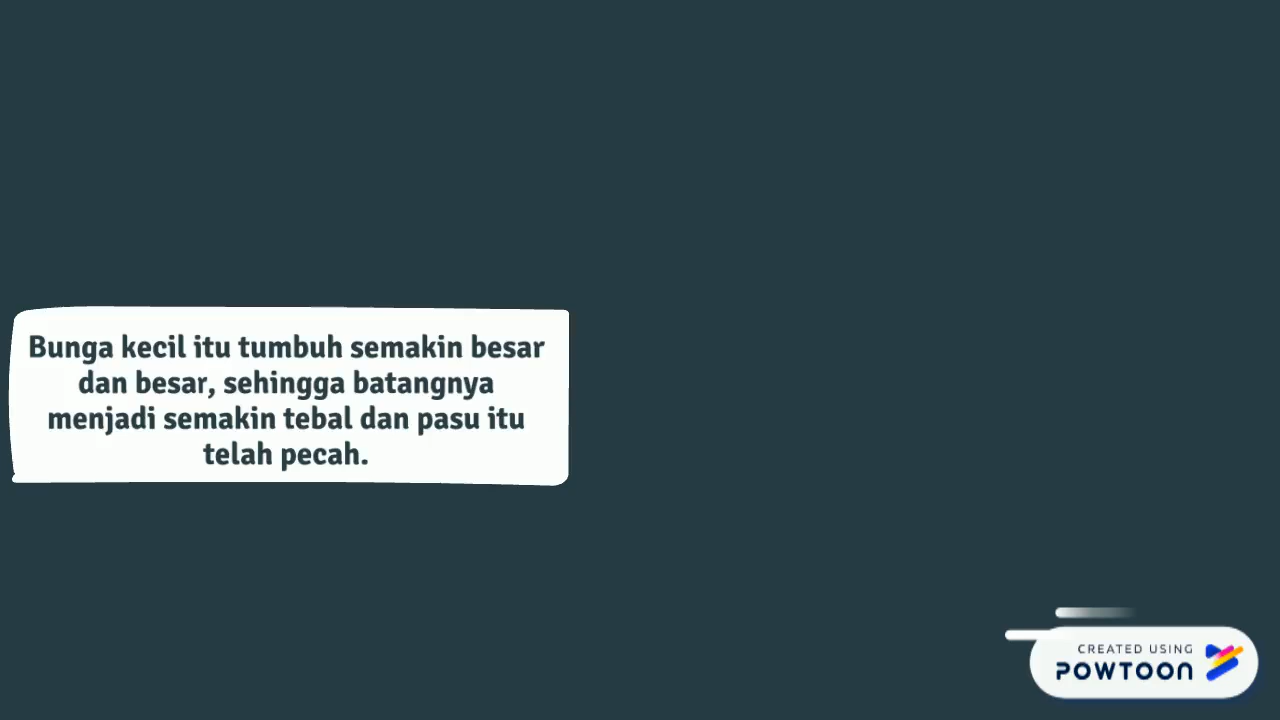 Bunga kecil itu tumbuh semakin besar
dan besar, sehingga batangnya
menjadi semakin tebal dan pasu itu
telah pecah.
CREATED USING
POWTOON